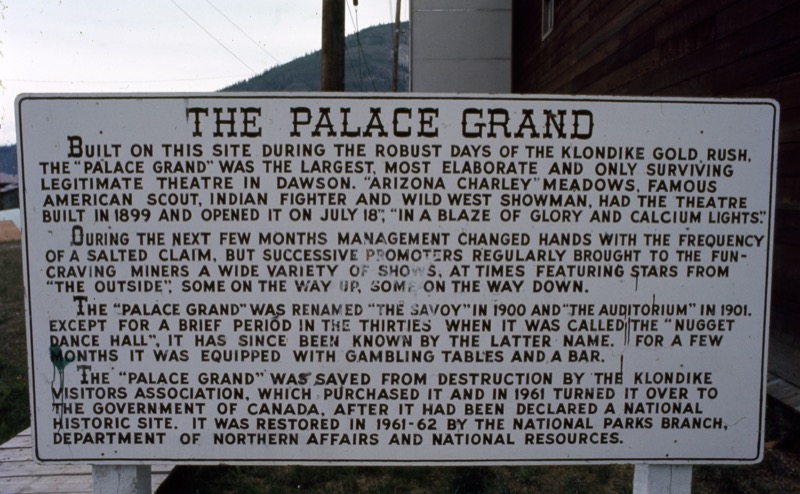 THE PALACE GRAND
BUILT ON THIS SITE DURING THE ROBUST DAYS OF THE KLONDIKE GOLD RUSH,
THE "PALACE GRAND" WAS THE LARGEST, MOST ELABORATE AND ONLY SURVIVING
LEGITIMATE THEATRE IN DAWSON. "ARIZONA CHARLEY" MEADOWS, FAMOUS
AMERICAN SCOUT, INDIAN FIGHTER AND WILD WEST SHOWMAN, HAD THE THEATRE
BUILT IN 1899 AND OPENED IT ON JULY 18", "IN A BLAZE OF GLORY AND CALCIUM LIGHTS."
DURING THE NEXT FEW MONTHS MANAGEMENT CHANGED HANDS WITH THE FREQUENCY
OF A SALTED CLAIM, BUT SUCCESSIVE PROMOTERS REGULARLY BROUGHT TO THE FUN-
CRAVING MINERS A WIDE VARIETY OF SHOWS, AT TIMES FEATURING STARS FROM
"THE OUTSIDE", SOME ON THE WAY UP, SOME ON THE WAY DOWN.
THE "PALACE GRAND" WAS RENAMED "THE SAVOY" IN 1900 AND "THE AUDITORIUM" IN 1901.
EXCEPT FOR A BRIEF PERIOD IN THE THIRTIES WHEN IT WAS CALLED THE "NUGGET
DANCE HALL", IT HAS SINCE BEEN KNOWN BY THE LATTER NAME. FOR A FEW
MONTHS IT WAS EQUIPPED WITH GAMBLING TABLES AND A BAR.
THE "PALACE GRAND" WAS SAVED FROM DESTRUCTION BY THE KLONDIKE
VISITORS ASSOCIATION, WHICH PURCHASED IT AND IN 1961 TURNED IT OVER TO
THE GOVERNMENT OF CANADA, AFTER IT HAD BEEN DECLARED A NATIONAL
HISTORIC SITE. IT WAS RESTORED IN 1961-62 BY THE NATIONAL PARKS BRANCH,
DEPARTMENT OF NORTHERN AFFAIRS AND NATIONAL RESOURCES.